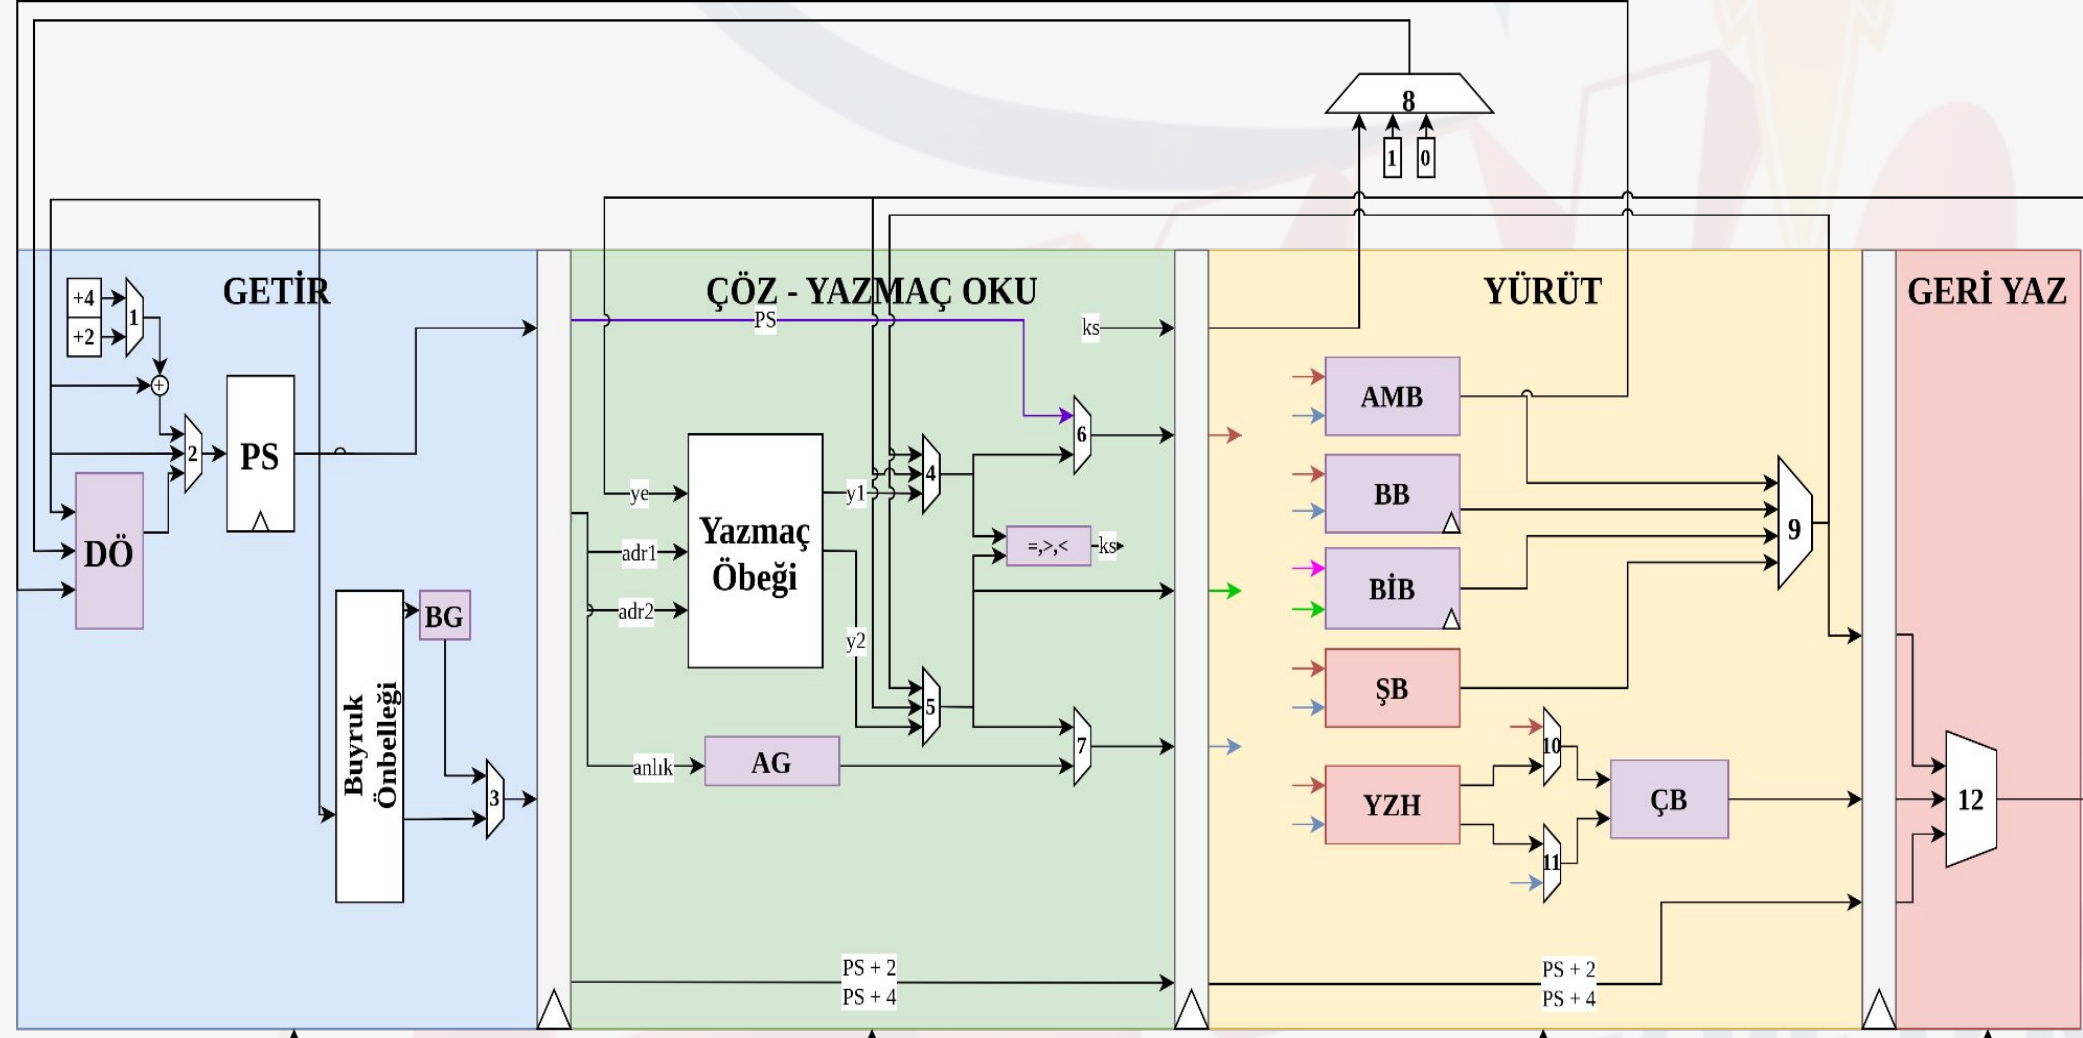 8
1 0
GETİR
ÇÖZ - YAZMAÇ OKU
YÜRÜT
GERİ YAZ
+4
+2
1
+
2
PS
DÖ
BG
Buyruk
Önbelleği
3
PS
ks
ye
adr1
adr2
Yazmaç
Öbeği
y1
y2
4
5
6
7
=,>,<
ks
anlık
AG
PS + 2
PS + 4
AMB
BB
BİB
ŞB
YZH
9
10
11
ÇB
PS + 2
PS + 4
12